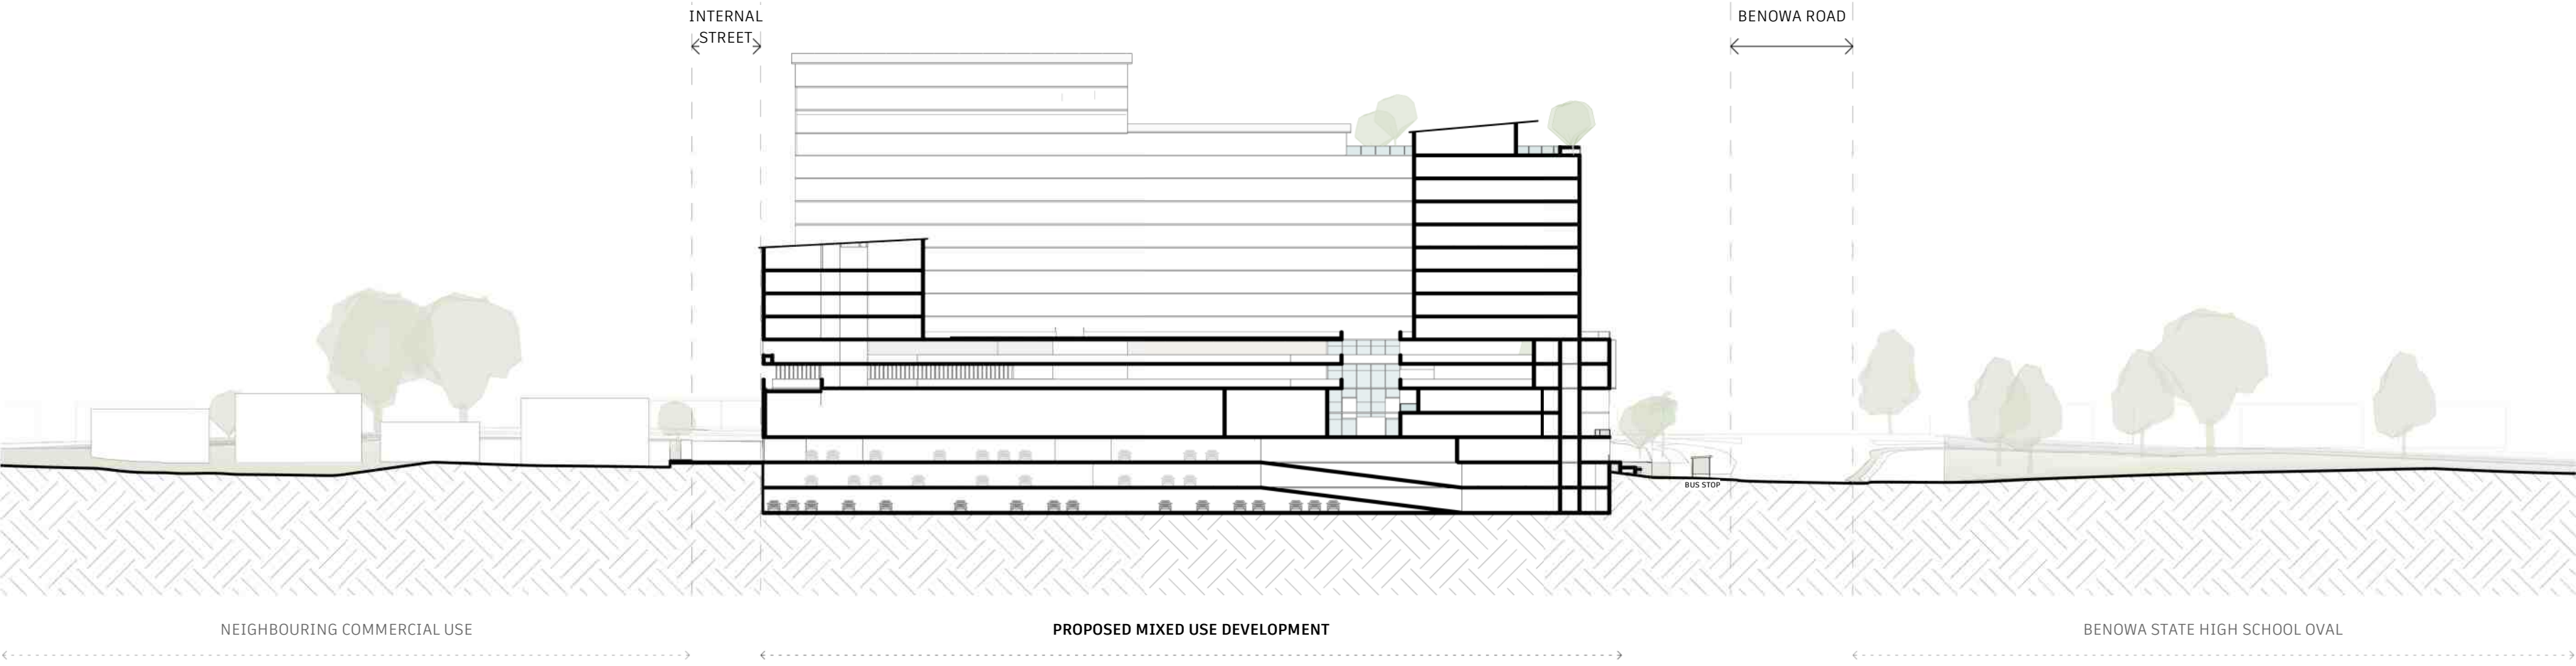 INTERNAL
STREET
BENOWA ROAD
BUS STOP
NEIGHBOURING COMMERCIAL USE
PROPOSED MIXED USE DEVELOPMENT
BENOWA STATE HIGH SCHOOL OVAL